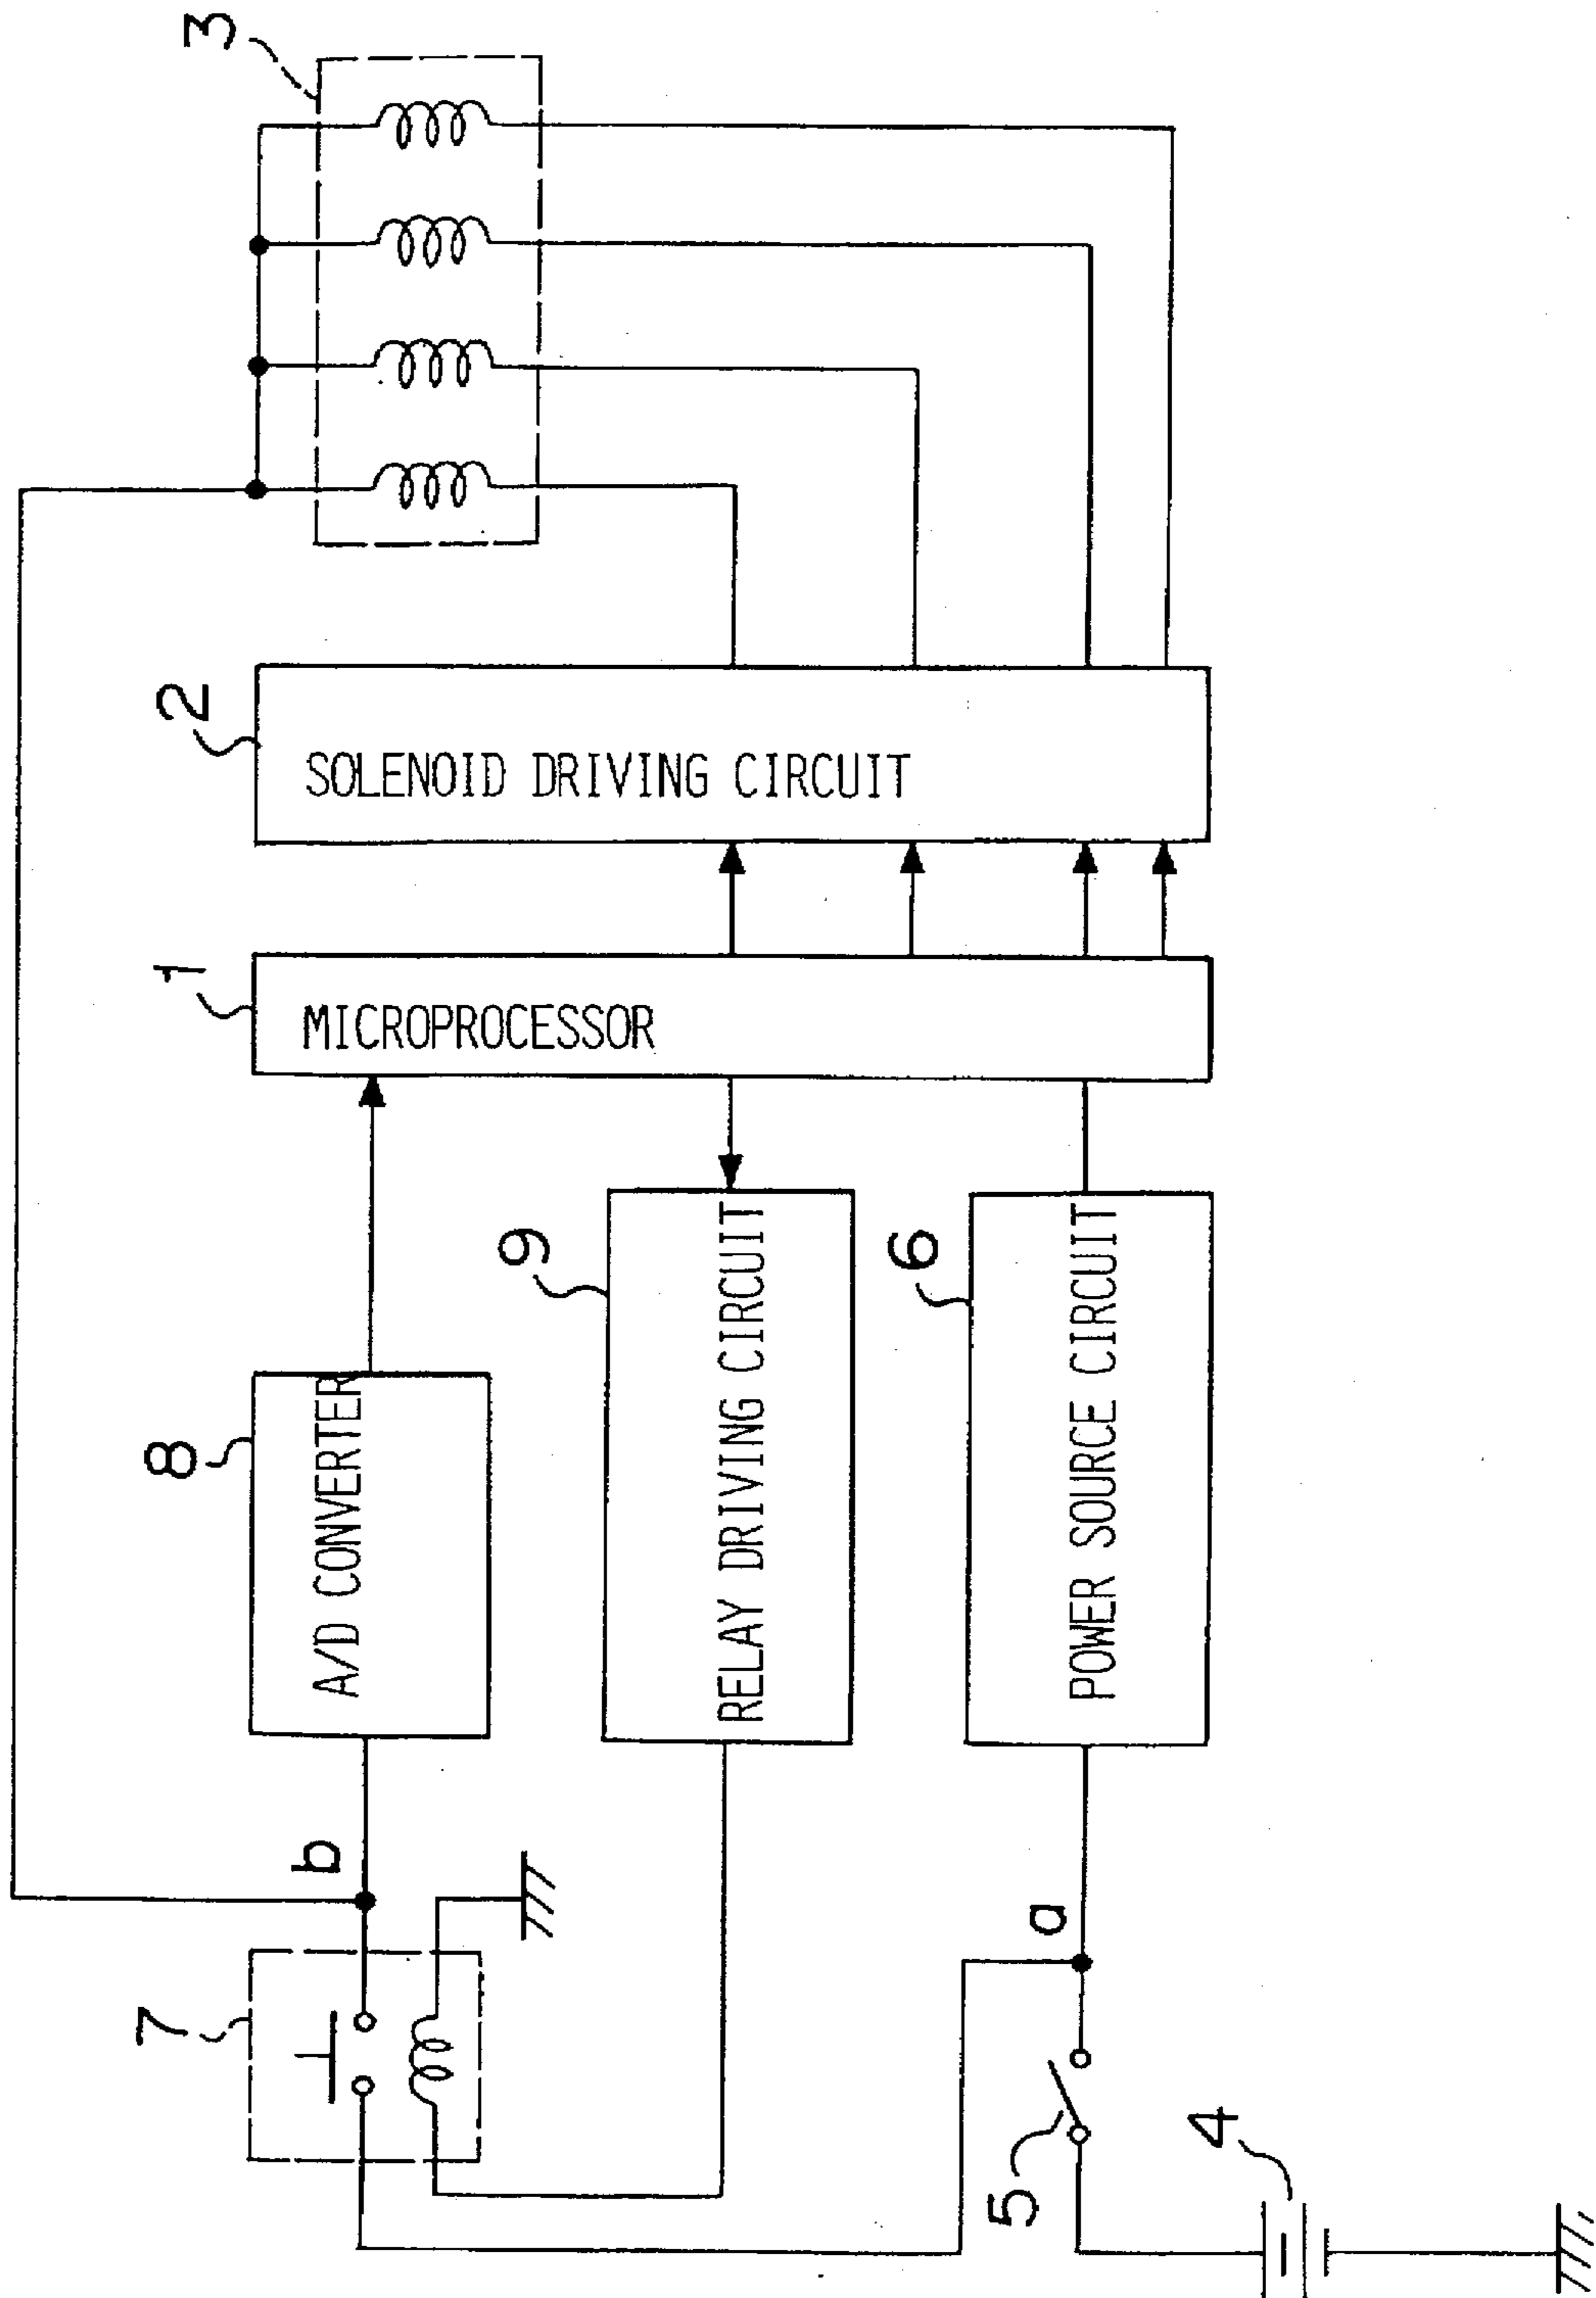 3
2
SOLENOID DRIVING CIRCUIT
1
MICROPROCESSOR
8
A/D CONVERTER
9
RELAY DRIVING CIRCUIT
6
POWER SOURCE CIRCUIT
b
a
7
5
4